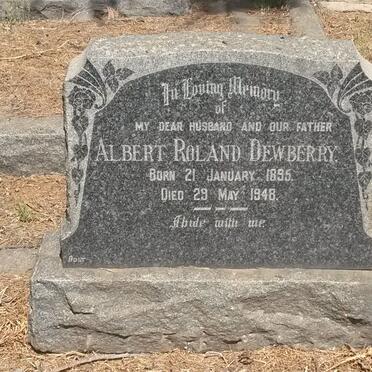 In Loving Memory
of
MY DEAR HUSBAND AND OUR FATHER
ALBERT ROLAND DEWBERRY.
BORN 21 JANUARY 1895.
DIED 29 MAY 1948.
Abide with me